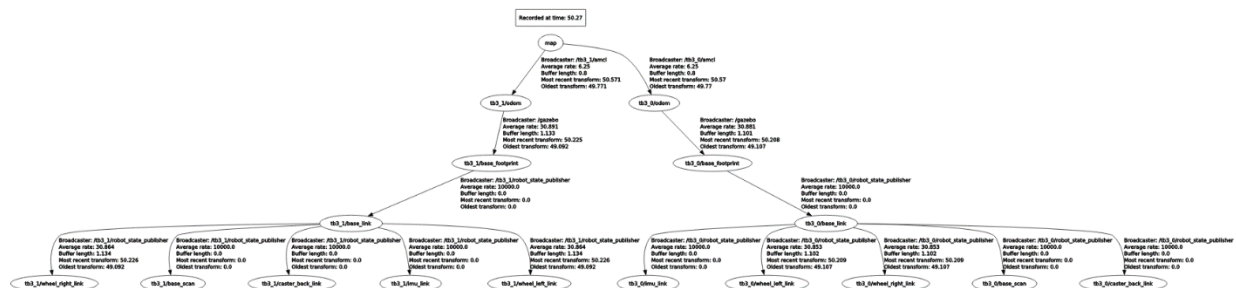 Recorded at time: 50.27
map
Broadcaster: /tb3_1/amcl
Average rate: 6.25
Buffer length: 0.8
Most recent transform: 50.571
Oldest transform: 49.771
Broadcaster: /tb3_0/amcl
Average rate: 6.25
Buffer length: 0.8
Most recent transform: 50.57
Oldest transform: 49.77
tb3_1/odom
tb3_0/odom
Broadcaster: /gazebo
Average rate: 30.891
Buffer length: 1.133
Most recent transform: 50.225
Oldest transform: 49.092
Broadcaster: /gazebo
Average rate: 30.881
Buffer length: 1.101
Most recent transform: 50.208
Oldest transform: 49.107
tb3_1/base_footprint
tb3_0/base_footprint
Broadcaster: /tb3_1/robot_state_publisher
Average rate: 10000.0
Buffer length: 0.0
Most recent transform: 0.0
Oldest transform: 0.0
Broadcaster: /tb3_0/robot_state_publisher
Average rate: 10000.0
Buffer length: 0.0
Most recent transform: 0.0
Oldest transform: 0.0
tb3_1/base_link
tb3_0/base_link
Broadcaster: /tb3_1/robot_state_publisher
Average rate: 30.864
Buffer length: 1.134
Most recent transform: 50.226
Oldest transform: 49.092
Broadcaster: /tb3_1/robot_state_publisher
Average rate: 10000.0
Buffer length: 0.0
Most recent transform: 0.0
Oldest transform: 0.0
Broadcaster: /tb3_1/robot_state_publisher
Average rate: 10000.0
Buffer length: 0.0
Most recent transform: 0.0
Oldest transform: 0.0
Broadcaster: /tb3_1/robot_state_publisher
Average rate: 10000.0
Buffer length: 0.0
Most recent transform: 0.0
Oldest transform: 0.0
Broadcaster: /tb3_1/robot_state_publisher
Average rate: 30.864
Buffer length: 1.134
Most recent transform: 50.226
Oldest transform: 49.092
Broadcaster: /tb3_0/robot_state_publisher
Average rate: 10000.0
Buffer length: 0.0
Most recent transform: 0.0
Oldest transform: 0.0
Broadcaster: /tb3_0/robot_state_publisher
Average rate: 30.853
Buffer length: 1.102
Most recent transform: 50.209
Oldest transform: 49.107
Broadcaster: /tb3_0/robot_state_publisher
Average rate: 30.853
Buffer length: 1.102
Most recent transform: 50.209
Oldest transform: 49.107
Broadcaster: /tb3_0/robot_state_publisher
Average rate: 10000.0
Buffer length: 0.0
Most recent transform: 0.0
Oldest transform: 0.0
Broadcaster: /tb3_0/robot_state_publisher
Average rate: 10000.0
Buffer length: 0.0
Most recent transform: 0.0
Oldest transform: 0.0
tb3_1/wheel_right_link
tb3_1/base_scan
tb3_1/caster_back_link
tb3_1/imu_link
tb3_1/wheel_left_link
tb3_0/imu_link
tb3_0/wheel_left_link
tb3_0/wheel_right_link
tb3_0/base_scan
tb3_0/caster_back_link